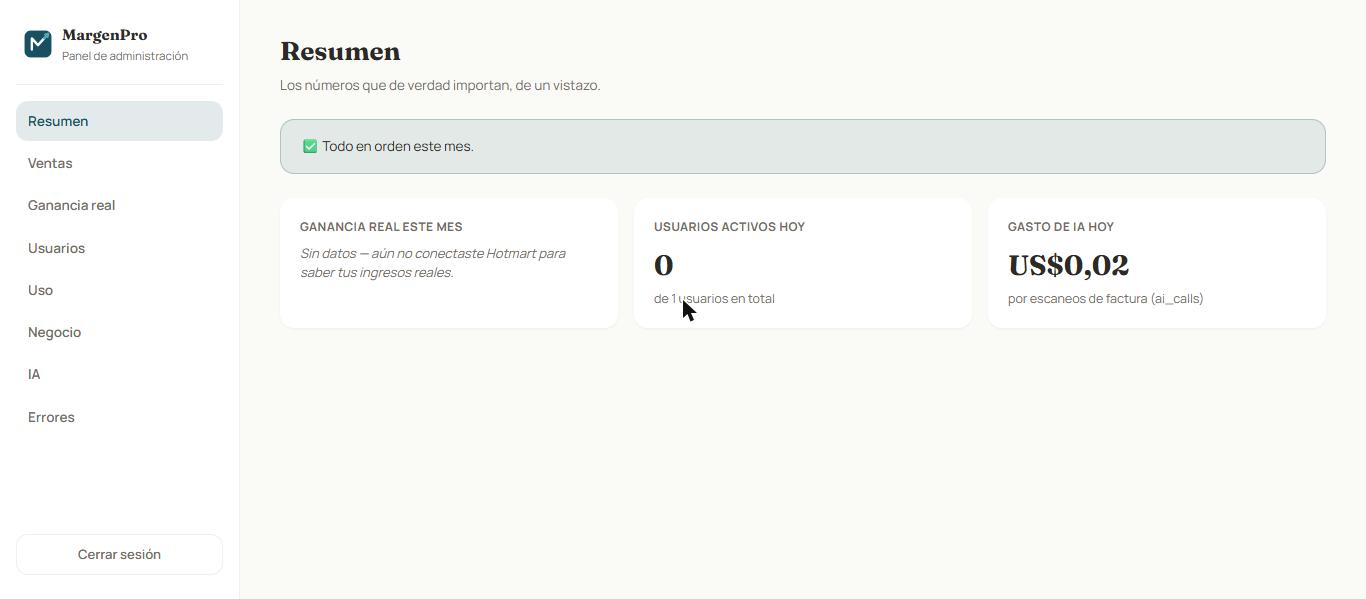 MargenPro
Panel de administración
Resumen
Ventas
Ganancia real
Usuarios
Uso
Negocio
IA
Errores
Cerrar sesión
Resumen
Los números que de verdad importan, de un vistazo.
✅ Todo en orden este mes.
GANANCIA REAL ESTE MES
Sin datos — aún no conectaste Hotmart para
saber tus ingresos reales.
USUARIOS ACTIVOS HOY
0
de 1 usuarios en total
GASTO DE IA HOY
US$0,02
por escaneos de factura (ai_calls)